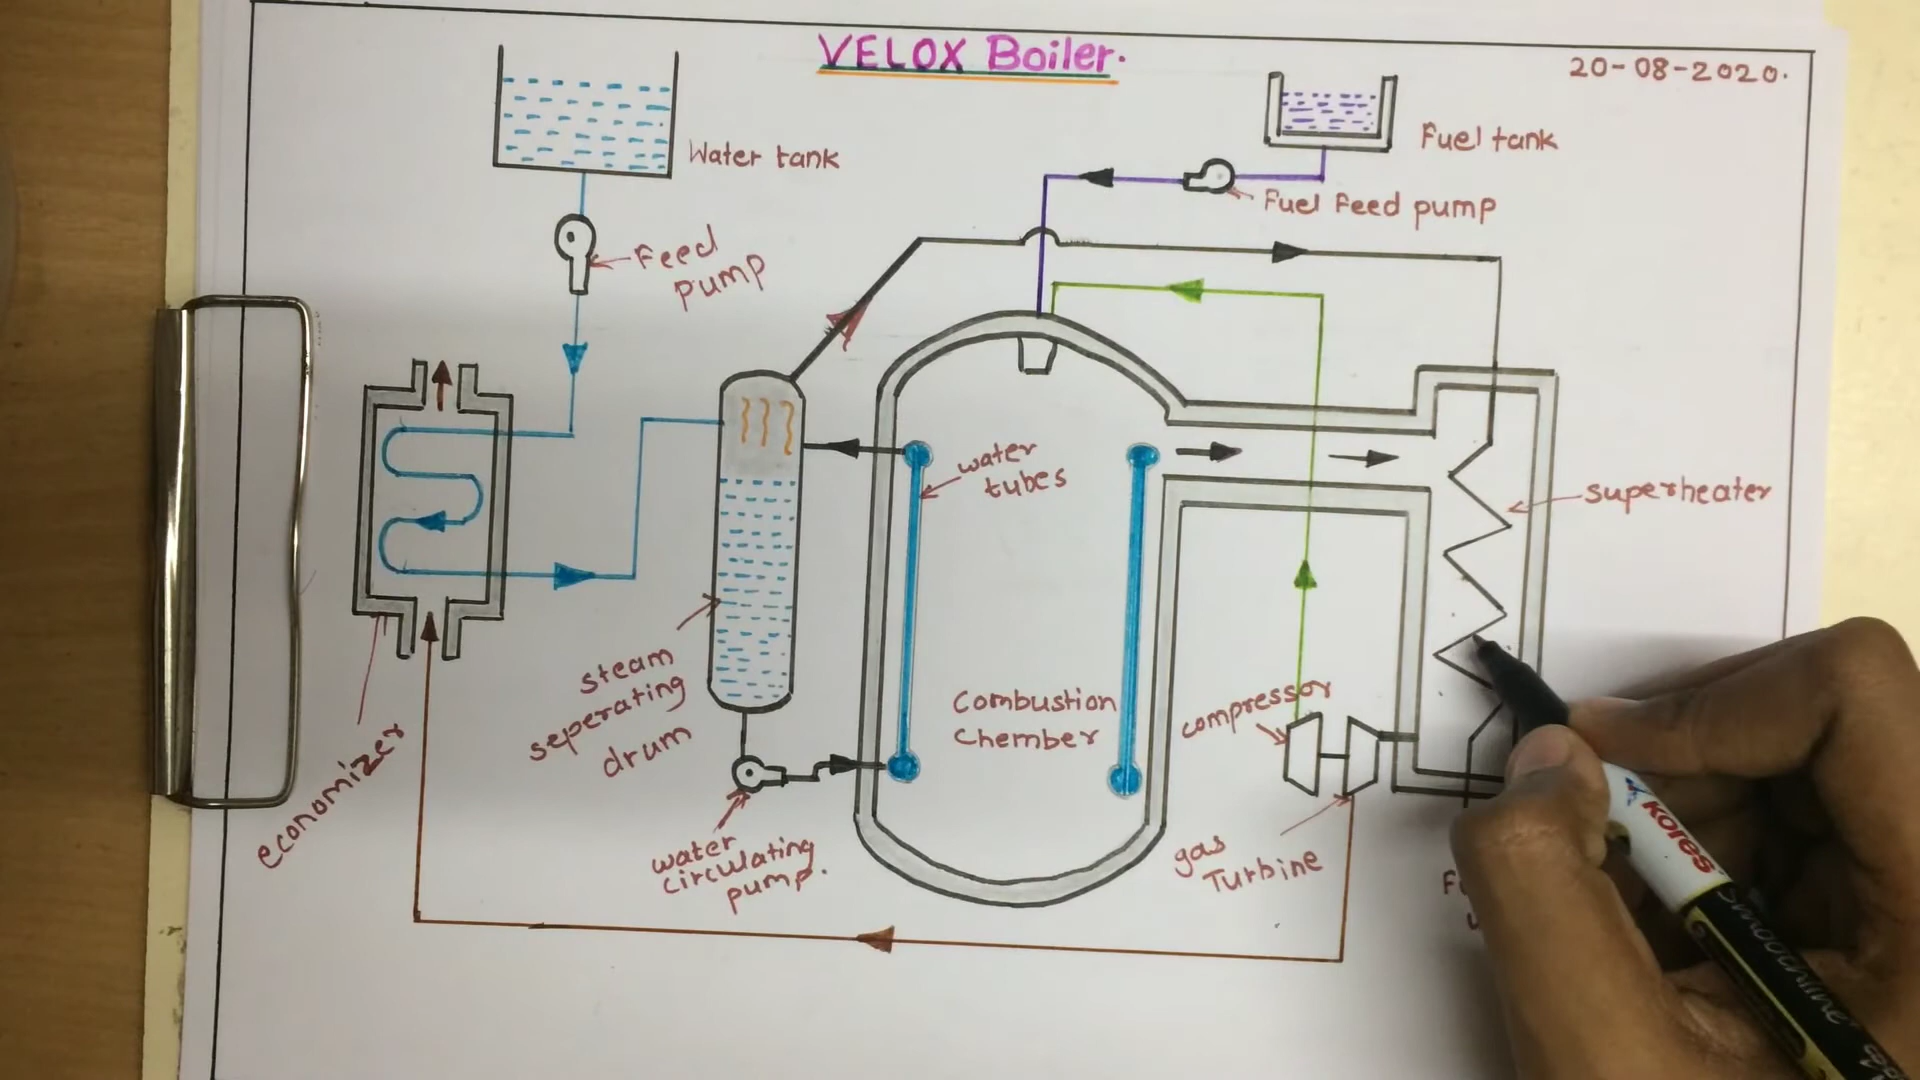 VELOX Boiler.
20-08-2020.
Water tank
Fuel tank
Fuel Feed pump
Feed
pump
water
tubes
superheater
steam
seperating
drum
Combustion
Chember
compressor
economizer
water
circulating
pump.
gas
Turbine
Kores